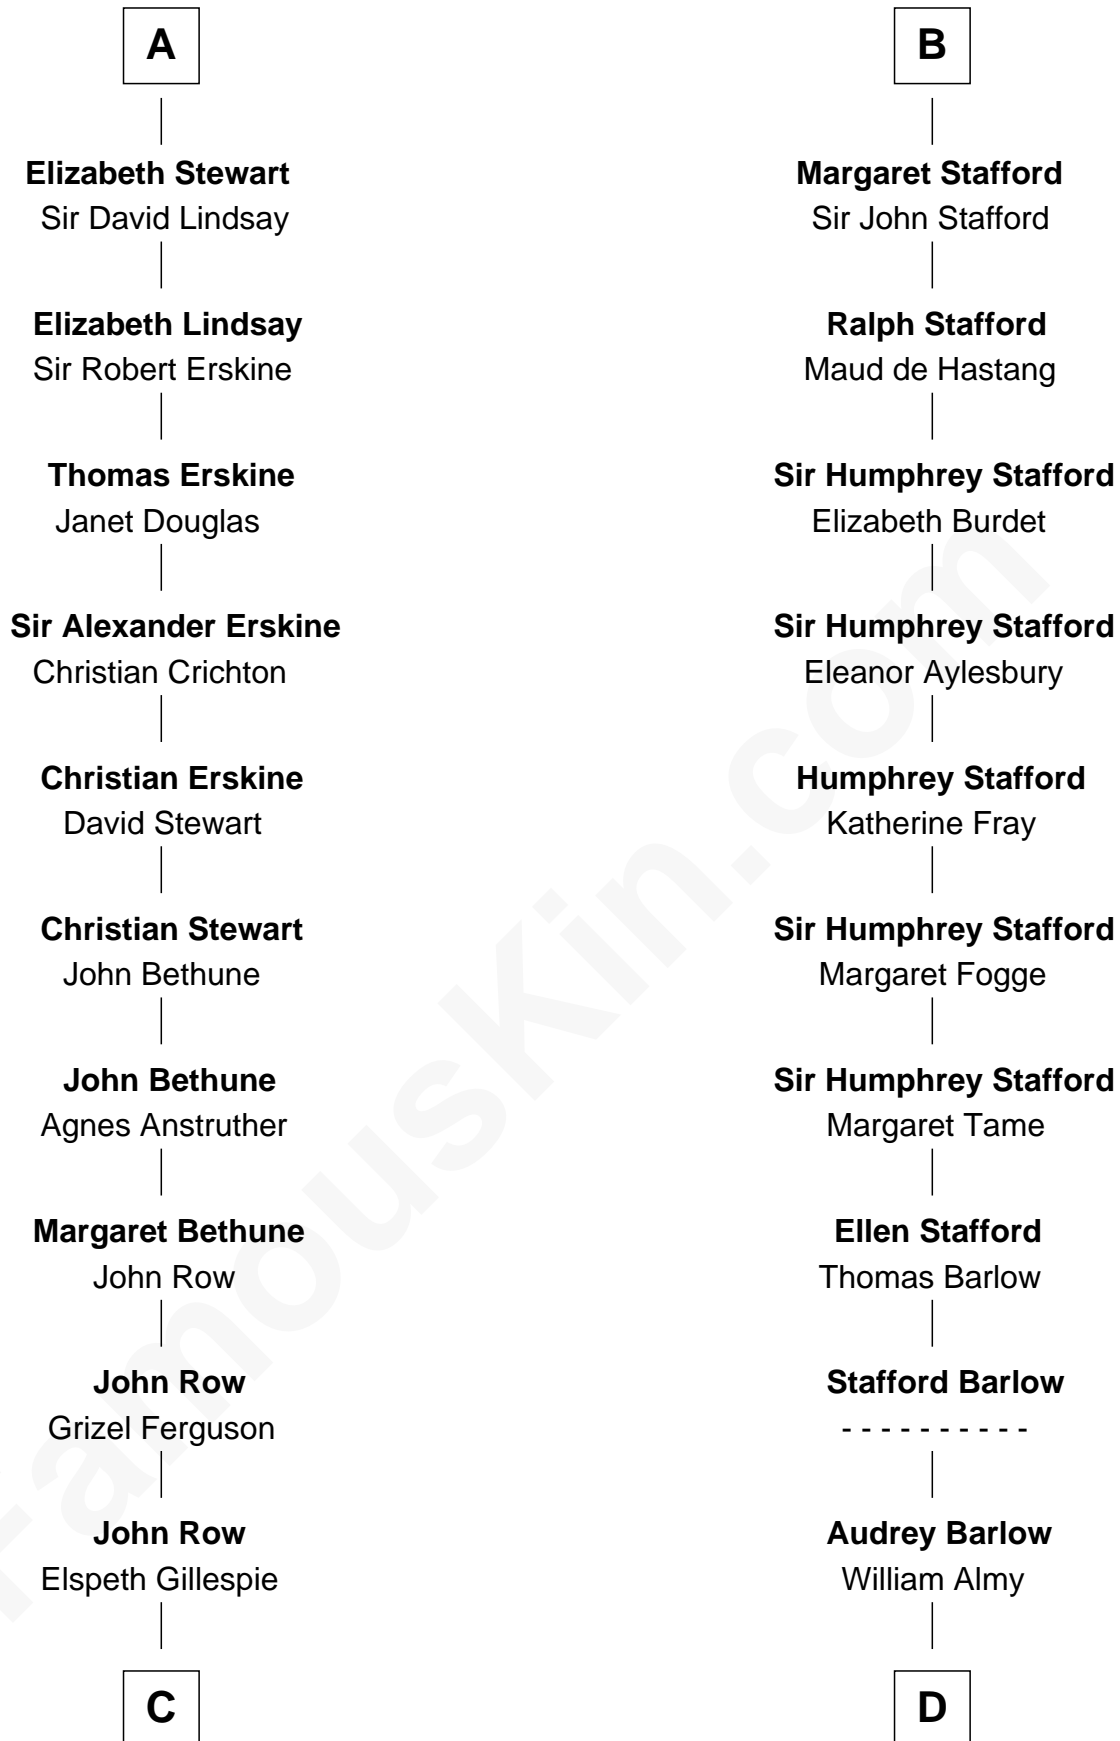 A
Elizabeth Stewart
Sir David Lindsay
Elizabeth Lindsay
Sir Robert Erskine
Thomas Erskine
Janet Douglas
Sir Alexander Erskine
Christian Crichton
Christian Erskine
David Stewart
Christian Stewart
John Bethune
John Bethune
Agnes Anstruther
Margaret Bethune
John Row
John Row
Grizel Ferguson
John Row
Elspeth Gillespie
C
B
Margaret Stafford
Sir John Stafford
Ralph Stafford
Maud de Hastang
Sir Humphrey Stafford
Elizabeth Burdet
Sir Humphrey Stafford
Eleanor Aylesbury
Humphrey Stafford
Katherine Fray
Sir Humphrey Stafford
Margaret Fogge
Sir Humphrey Stafford
Margaret Tame
Ellen Stafford
Thomas Barlow
Stafford Barlow
- - - - - - - - - -
Audrey Barlow
William Almy
D
FamousKin.com